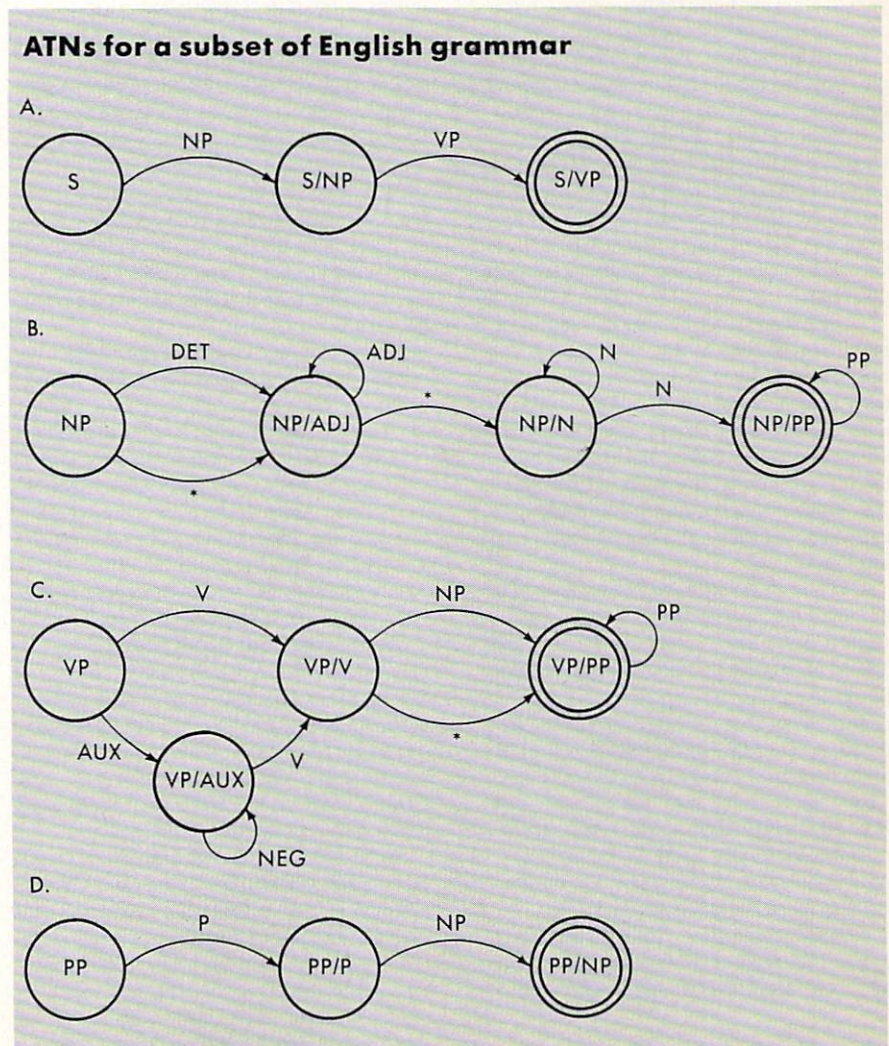 ATNs for a subset of English grammar
A.
NP
VP
S
S/NP
S/VP
B.
DET
ADJ
N
PP
*
N
NP
NP/ADJ
NP/N
NP/PP
*
C.
V
NP
PP
VP
VP/V
VP/PP
*
AUX
VP/AUX
V
NEG
D.
P
NP
PP
PP/P
PP/NP